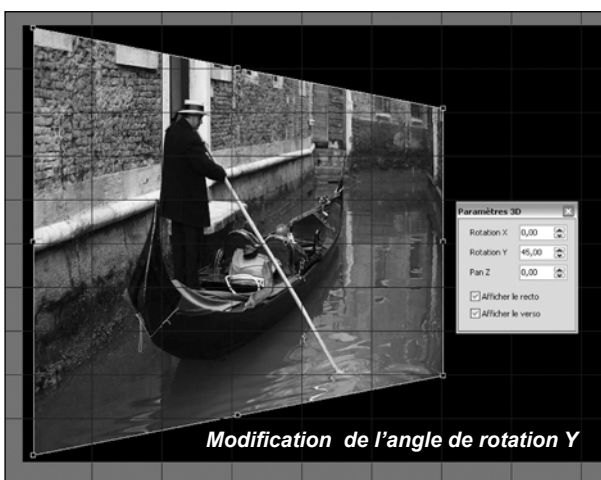 Paramètres 3D
Rotation X 0,00
Rotation Y 45,00
Pan Z 0,00
Afficher le recto
Afficher le verso
Modification de l'angle de rotation Y